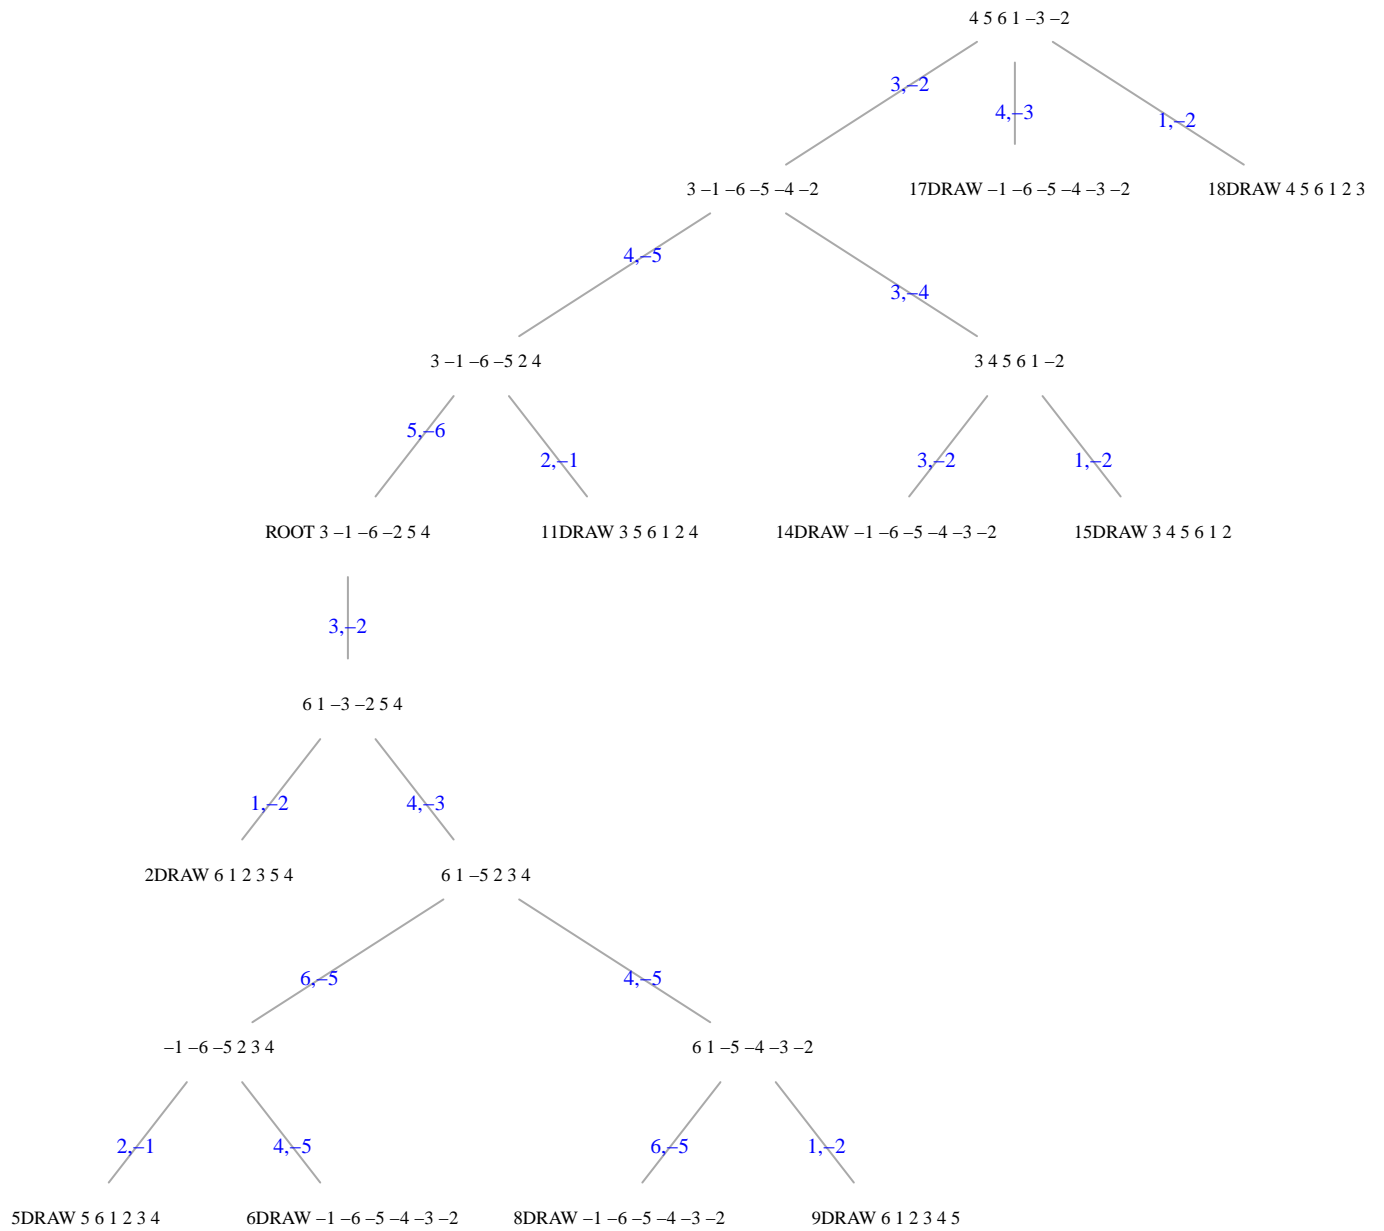 4 5 6 1 –3 –2
3,–2
4,–3
1,–2
3 –1 –6 –5 –4 –2
17DRAW –1 –6 –5 –4 –3 –2
18DRAW 4 5 6 1 2 3
4,–5
3,–4
3 –1 –6 –5 2 4
3 4 5 6 1 –2
5,–6
2,–1
3,–2
1,–2
ROOT 3 –1 –6 –2 5 4
11DRAW 3 5 6 1 2 4
14DRAW –1 –6 –5 –4 –3 –2
15DRAW 3 4 5 6 1 2
3,–2
6 1 –3 –2 5 4
1,–2
4,–3
2DRAW 6 1 2 3 5 4
6 1 –5 2 3 4
6,–5
4,–5
–1 –6 –5 2 3 4
6 1 –5 –4 –3 –2
2,–1
4,–5
6,–5
1,–2
5DRAW 5 6 1 2 3 4
6DRAW –1 –6 –5 –4 –3 –2
8DRAW –1 –6 –5 –4 –3 –2
9DRAW 6 1 2 3 4 5